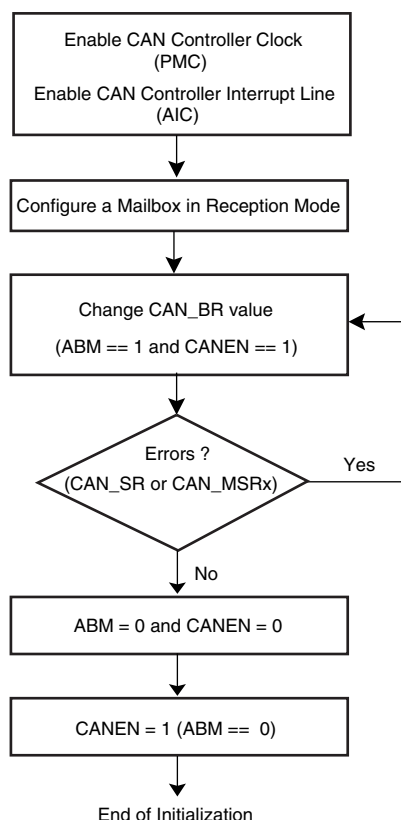 Enable CAN Controller Clock
(PMC)
Enable CAN Controller Interrupt Line
(AIC)
Configure a Mailbox in Reception Mode
Change CAN_BR value
(ABM == 1 and CANEN == 1)
Errors ?
(CAN_SR or CAN_MSRx)
Yes
No
ABM = 0 and CANEN = 0
CANEN = 1 (ABM == 0)
End of Initialization